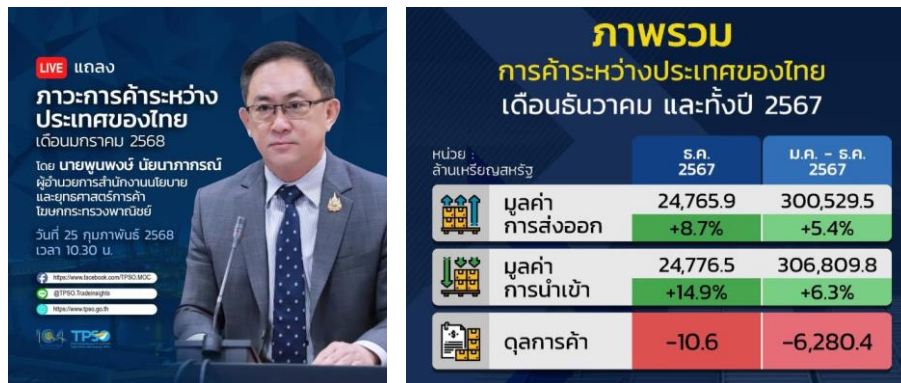 LIVE แถลง
ภาวะการค้าระหว่าง
ประเทศของไทย
เดือนมกราคม 2568
โดย นายพูนพงษ์ นัยนาภากรณ์
ผู้อำนวยการสำนักงานนโยบาย
และยุทธศาสตร์การค้า
โฆษกกระทรวงพาณิชย์
วันที่ 25 กุมภาพันธ์ 2568
เวลา 10.30 น.
https://www.facebook.com/TPSO.MOC
@TPSO.Tradeinsights
https://www.tpso.go.th
TPSO
ภาพรวม
การค้าระหว่างประเทศของไทย
เดือนธันวาคม และทั้งปี 2567
หน่วย :
ล้านเหรียญสหรัฐ
ธ.ค.
2567
ม.ค. - ธ.ค.
2567
มูลค่า
การส่งออก
24,765.9
300,529.5
+8.7%
+5.4%
มูลค่า
การนำเข้า
24,776.5
306,809.8
+14.9%
+6.3%
ดุลการค้า
-10.6
-6,280.4